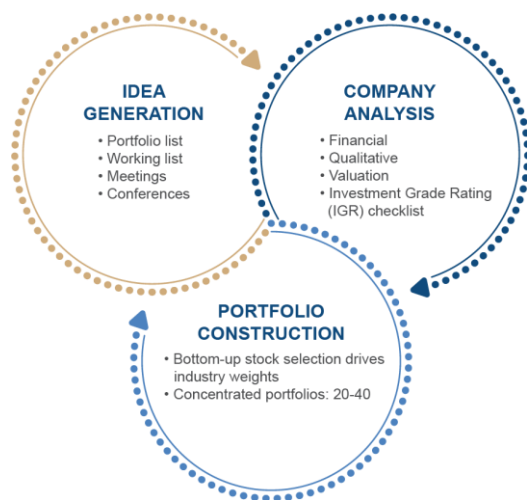 IDEA
GENERATION
• Portfolio list
• Working list
• Meetings
• Conferences
COMPANY
ANALYSIS
• Financial
• Qualitative
• Valuation
• Investment Grade Rating
(IGR) checklist
PORTFOLIO
CONSTRUCTION
• Bottom-up stock selection drives
industry weights
• Concentrated portfolios: 20-40